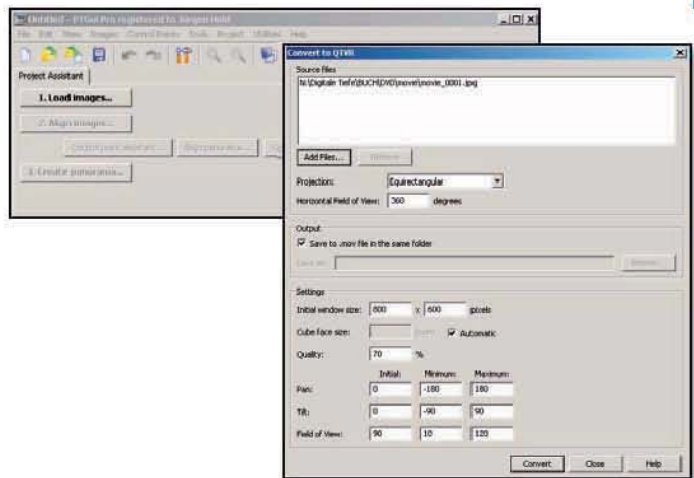 Untitled - PTGui Pro registered to Jürgen Held
File Edit View Images Control Points Tools Project Utilities Help
Project Assistant
1. Load images...
2. Align images...
3. Create panorama...
Convert to QTVR
Source files
N:\Digitale Tiefe\BUCH\DVD\movie\movie_0001.jpg
Add Files... Remove
Projection: Equirectangular
Horizontal Field of View: 360 degrees
Output
Save to .mov file in the same folder
Save as: Browse...
Settings
Initial window size: 800 x 600 pixels
Cube face size: Automatic
Quality: 70 %
Initial: Minimum: Maximum:
Pan: 0 -180 180
Tilt: 0 -90 90
Field of View: 90 10 120
Convert Close Help